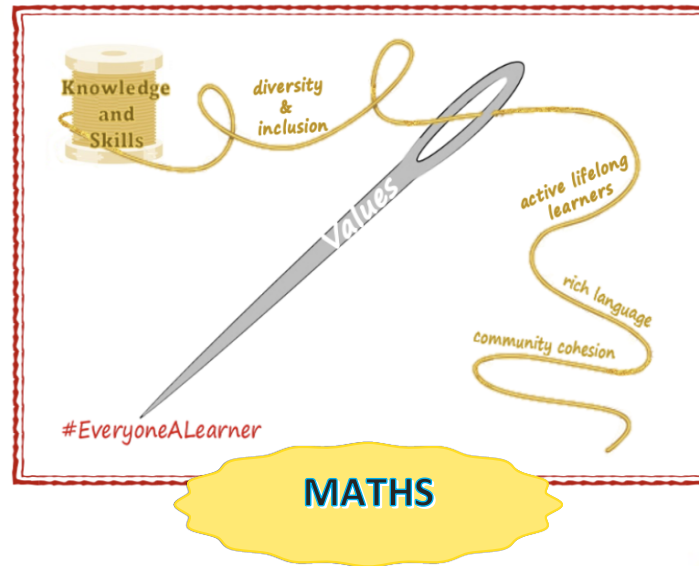 Knowledge
and
Skills
diversity
&
inclusion
Values
active lifelong
learners
rich language
community cohesion
#EveryoneALearner
MATHS